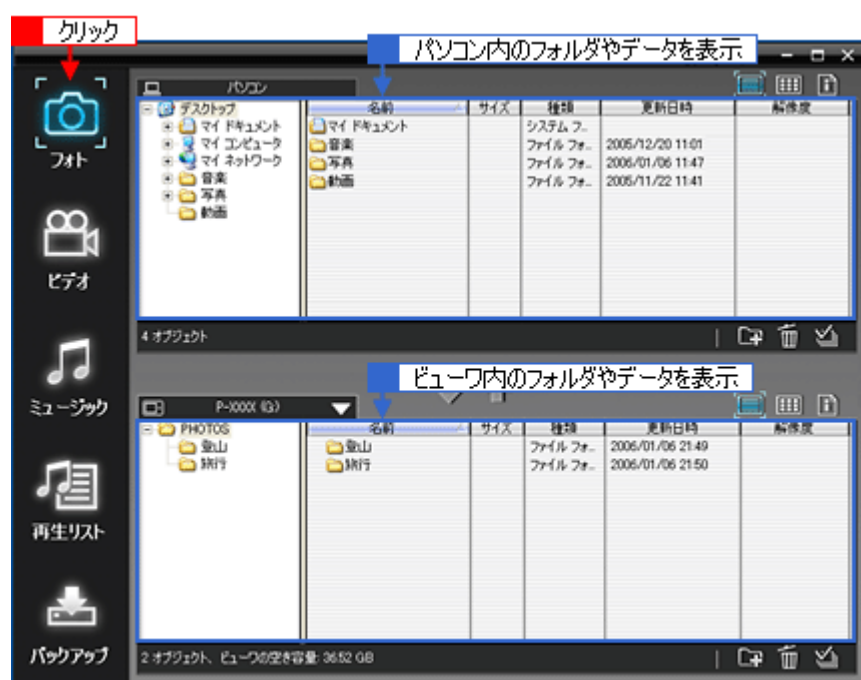 クリック
パソコン内のフォルダやデータを表示
パソコン
フォト
ビデオ
ミュージック
再生リスト
バックアップ
名前 サイズ 種類 更新日時 解像度
デスクトップ
マイ ドキュメント
マイ コンピュータ
マイ ネットワーク
音楽
写真
動画
マイ ドキュメント システム フ...
音楽 ファイル フォ... 2005/12/20 11:01
写真 ファイル フォ... 2006/01/06 11:47
動画 ファイル フォ... 2005/11/22 11:41
4 オブジェクト
ビューワ内のフォルダやデータを表示
P-XXXX (G:)
名前 サイズ 種類 更新日時 解像度
PHOTOS
登山
旅行
登山 ファイル フォ... 2006/01/06 21:49
旅行 ファイル フォ... 2006/01/06 21:50
2 オブジェクト、ビューワの空き容量: 36.52 GB